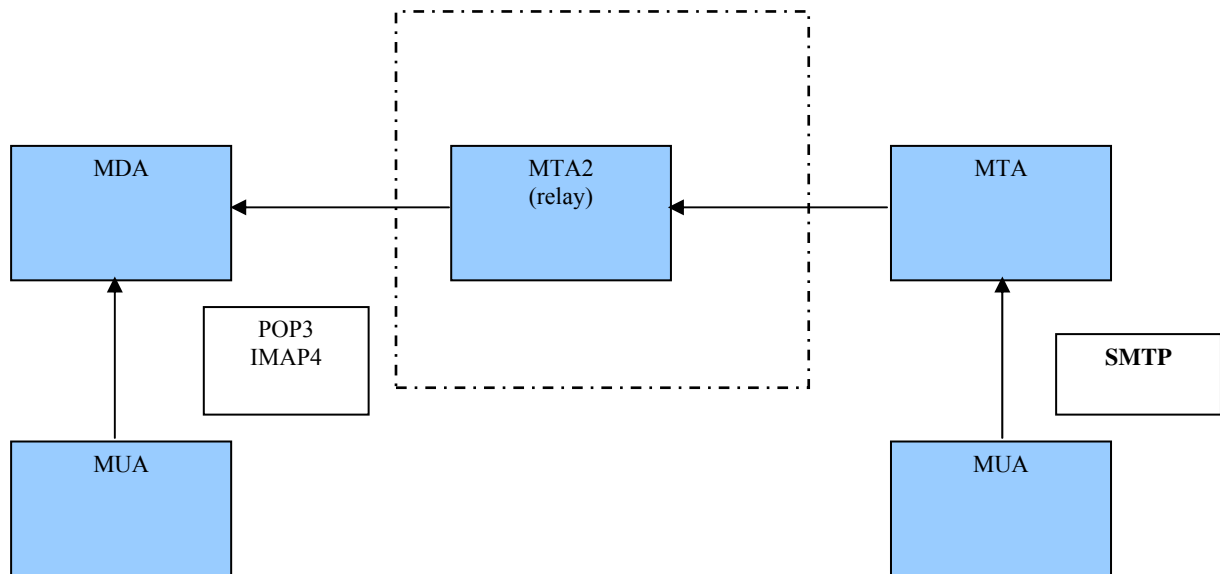 MDA
MTA2
(relay)
MTA
POP3
IMAP4
SMTP
MUA
MUA